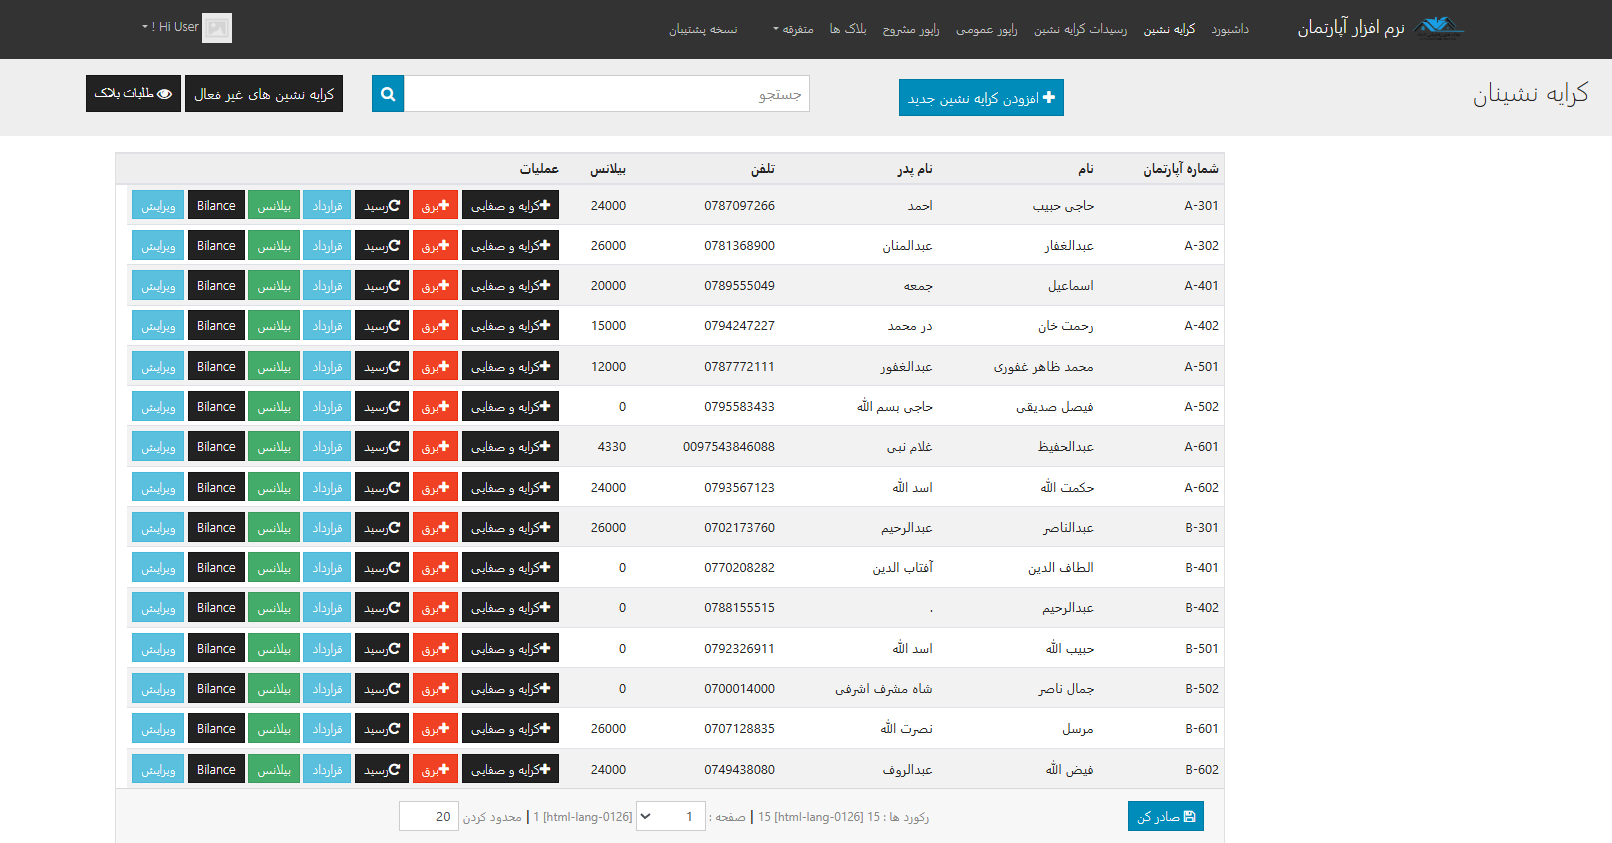 نرم افزار آپارتمان داشبورد کرایه نشین رسیدات کرایه نشین راپور عمومی راپور مشروح بلاک ها متفرقه نسخه پشتیبان Hi User !
کرایه نشینان افزودن کرایه نشین جدید جستجو کرایه نشین های غیر فعال طلبات بلاک
شماره آپارتمان نام نام پدر تلفن بیلانس عملیات
A-301 حاجی حبیب احمد 0787097266 24000 کرایه و صفایی برق رسید قرارداد بیلانس Bilance ویرایش
A-302 عبدالغفار عبدالمنان 0781368900 26000 کرایه و صفایی برق رسید قرارداد بیلانس Bilance ویرایش
A-401 اسماعیل جمعه 0789555049 20000 کرایه و صفایی برق رسید قرارداد بیلانس Bilance ویرایش
A-402 رحمت خان در محمد 0794247227 15000 کرایه و صفایی برق رسید قرارداد بیلانس Bilance ویرایش
A-501 محمد ظاهر غفوری عبدالغفور 0787772111 12000 کرایه و صفایی برق رسید قرارداد بیلانس Bilance ویرایش
A-502 فیصل صدیقی حاجی بسم الله 0795583433 0 کرایه و صفایی برق رسید قرارداد بیلانس Bilance ویرایش
A-601 عبدالحفیظ غلام نبی 0097543846088 4330 کرایه و صفایی برق رسید قرارداد بیلانس Bilance ویرایش
A-602 حکمت الله اسد الله 0793567123 24000 کرایه و صفایی برق رسید قرارداد بیلانس Bilance ویرایش
B-301 عبدالناصر عبدالرحیم 0702173760 26000 کرایه و صفایی برق رسید قرارداد بیلانس Bilance ویرایش
B-401 الطاف الدین آفتاب الدین 0770208282 0 کرایه و صفایی برق رسید قرارداد بیلانس Bilance ویرایش
B-402 عبدالرحیم . 0788155515 0 کرایه و صفایی برق رسید قرارداد بیلانس Bilance ویرایش
B-501 حبیب الله اسد الله 0792326911 0 کرایه و صفایی برق رسید قرارداد بیلانس Bilance ویرایش
B-502 جمال ناصر شاه مشرف اشرفی 0700014000 0 کرایه و صفایی برق رسید قرارداد بیلانس Bilance ویرایش
B-601 مرسل نصرت الله 0707128835 26000 کرایه و صفایی برق رسید قرارداد بیلانس Bilance ویرایش
B-602 فیض الله عبدالروف 0749438080 24000 کرایه و صفایی برق رسید قرارداد بیلانس Bilance ویرایش
صادر کن رکورد ها : 15 [html-lang-0126] 15 | صفحه : 1 [html-lang-0126] 1 | محدود کردن 20